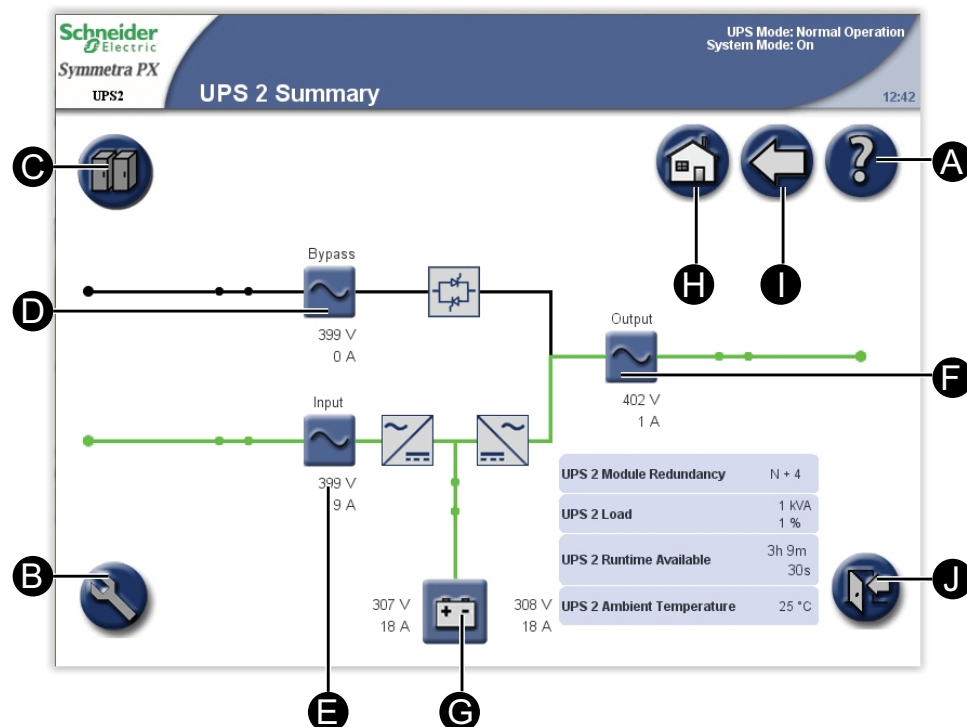 Schneider
Electric
Symmetra PX
UPS2
UPS 2 Summary
UPS Mode: Normal Operation
System Mode: On
12:42
C
A
H
I
Bypass
D
399 V
0 A
Output
F
402 V
1 A
Input
399 V
9 A
UPS 2 Module Redundancy N + 4
UPS 2 Load 1 kVA
1 %
UPS 2 Runtime Available 3h 9m
30s
UPS 2 Ambient Temperature 25 °C
B
J
307 V
18 A
308 V
18 A
E
G